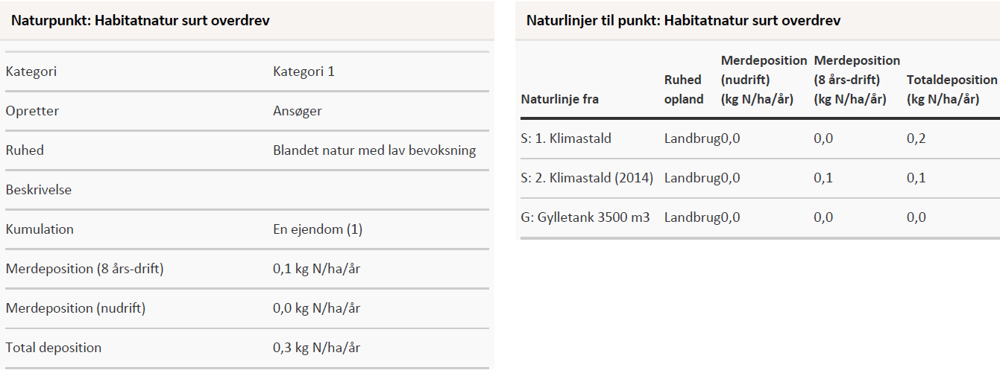 Naturpunkt: Habitatnatur surt overdrev
Kategori Kategori 1
Opretter Ansøger
Ruhed Blandet natur med lav bevoksning
Beskrivelse
Kumulation En ejendom (1)
Merdeposition (8 års-drift) 0,1 kg N/ha/år
Merdeposition (nudrift) 0,0 kg N/ha/år
Total deposition 0,3 kg N/ha/år
Naturlinjer til punkt: Habitatnatur surt overdrev
Merdeposition Merdeposition
Ruhed (nudrift) (8 års-drift) Totaldeposition
Naturlinje fra opland (kg N/ha/år) (kg N/ha/år) (kg N/ha/år)
S: 1. Klimastald Landbrug 0,0 0,0 0,2
S: 2. Klimastald (2014) Landbrug 0,0 0,1 0,1
G: Gylletank 3500 m3 Landbrug 0,0 0,0 0,0